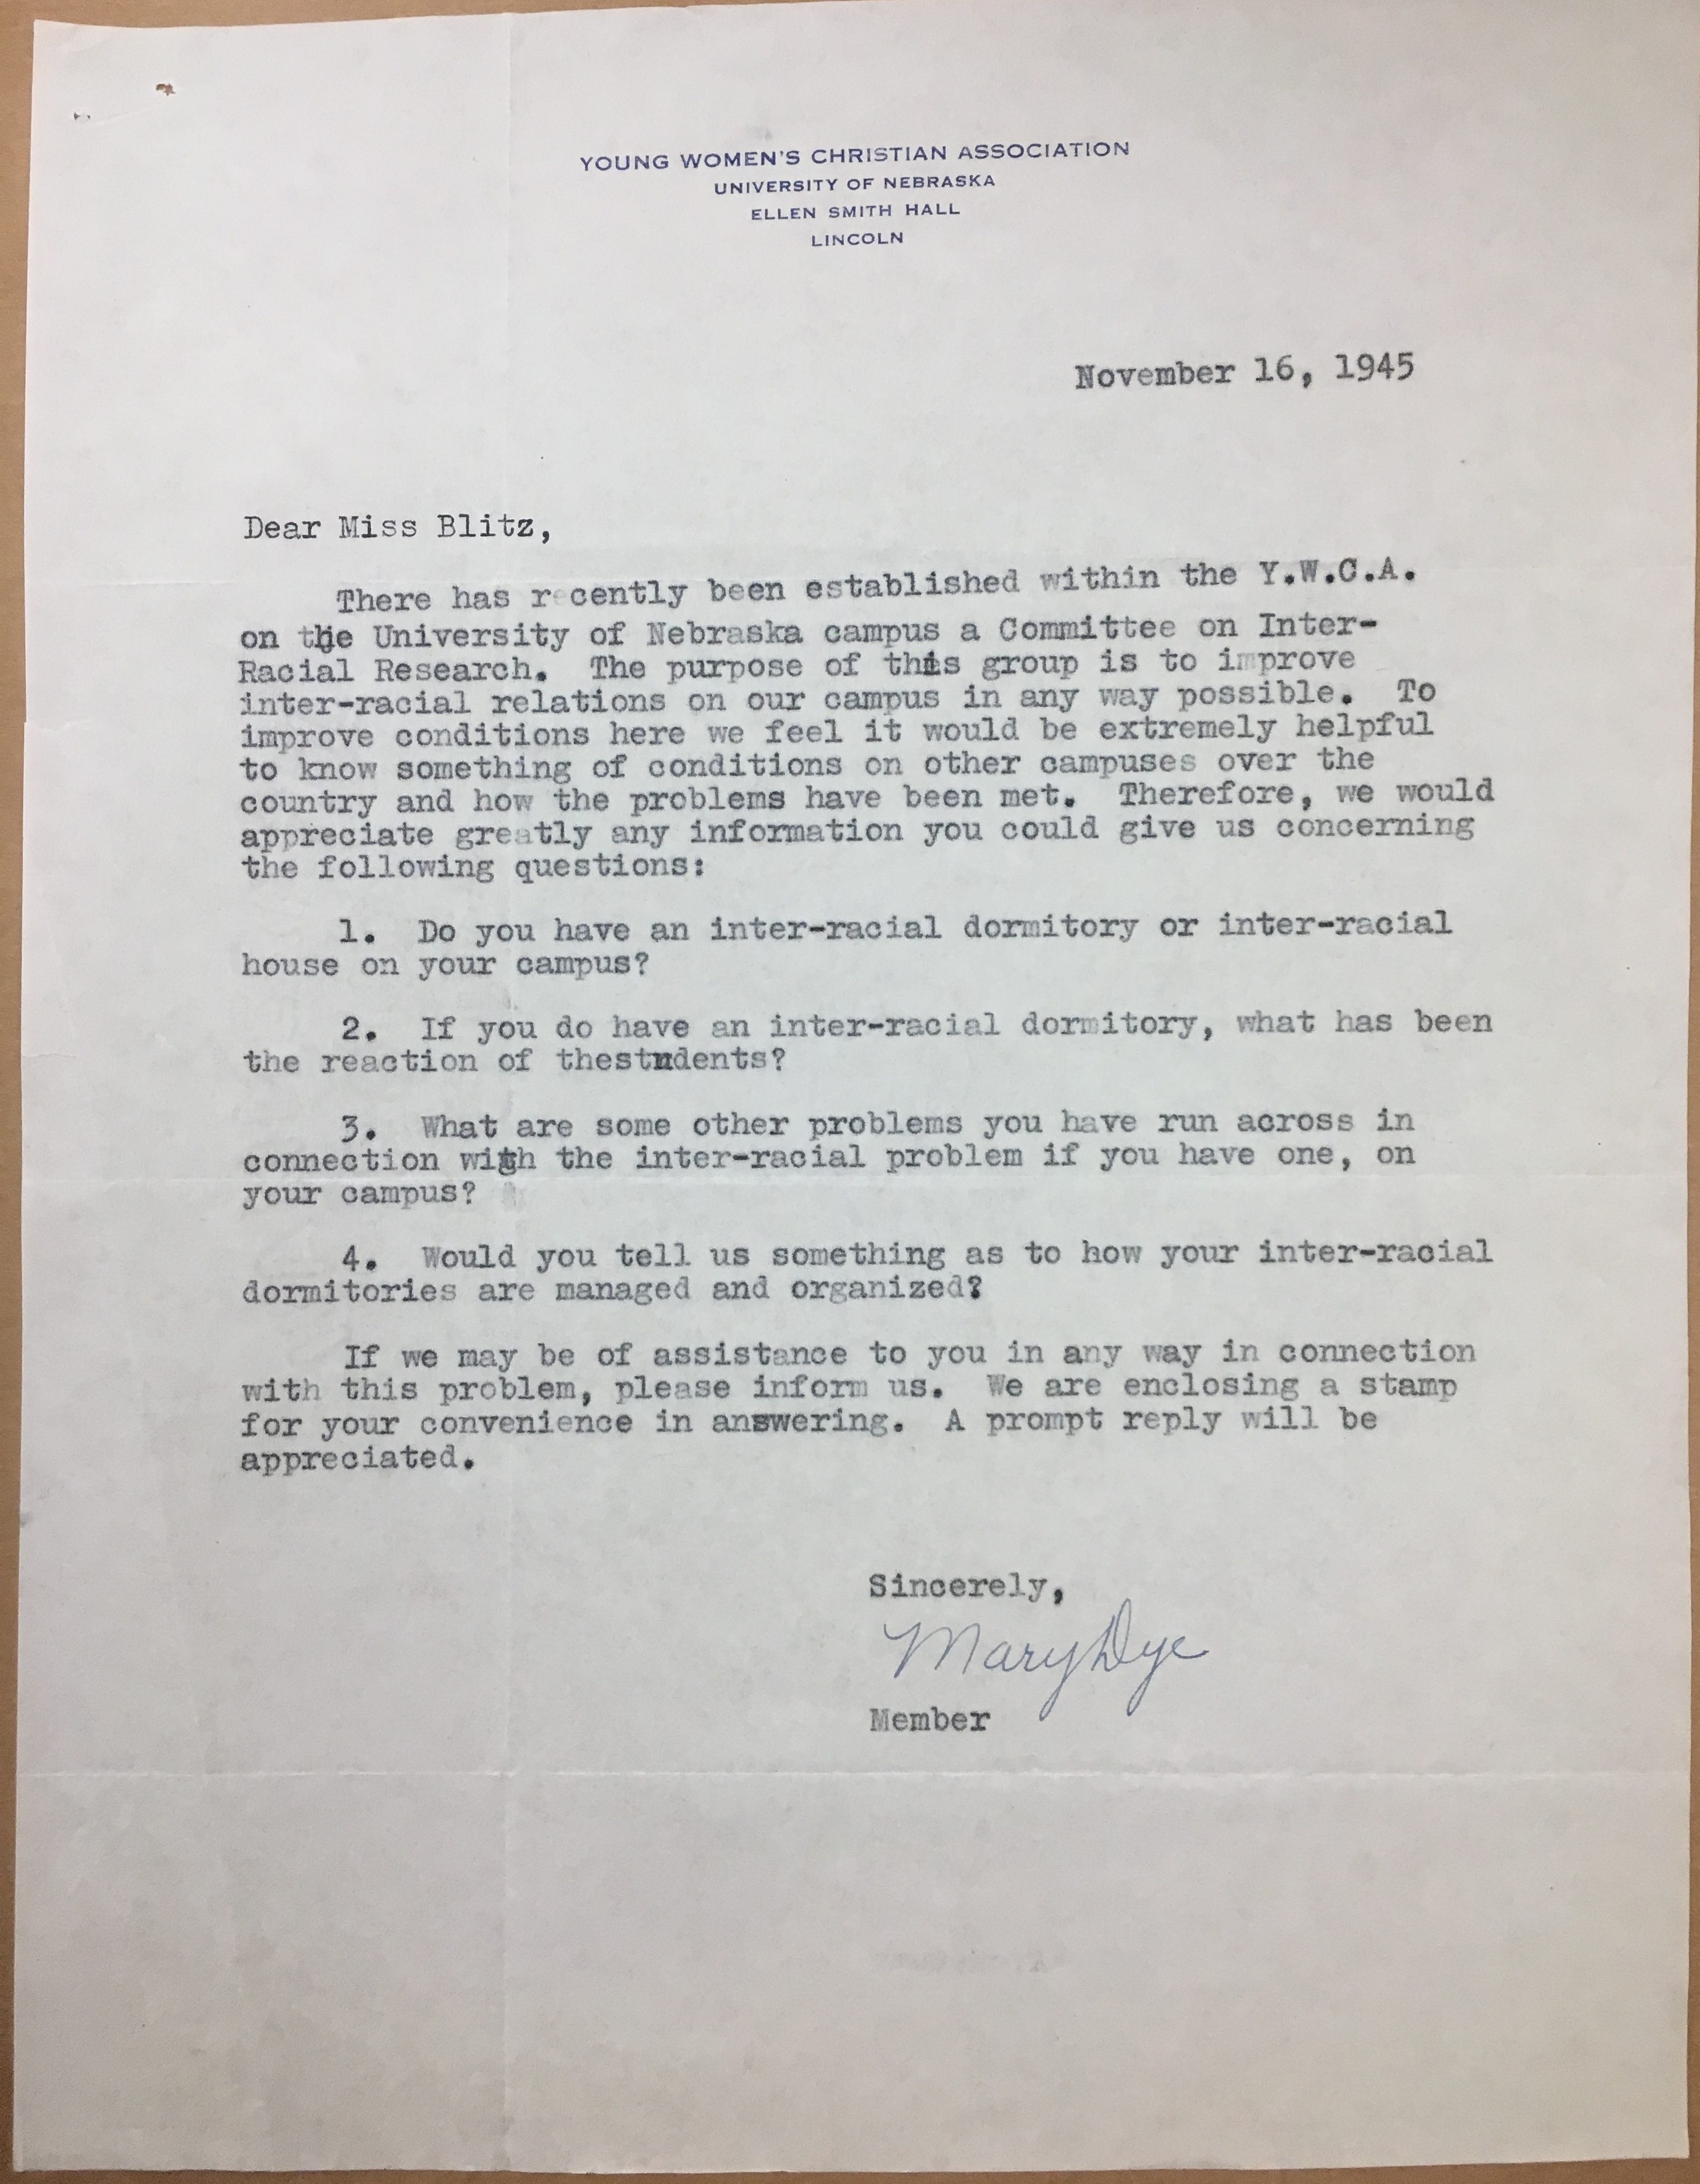 YOUNG WOMEN'S CHRISTIAN ASSOCIATION
UNIVERSITY OF NEBRASKA
ELLEN SMITH HALL
LINCOLN
November 16, 1945
Dear Miss Blitz,
There has recently been established within the Y.W.C.A.
on the University of Nebraska campus a Committee on Inter-
Racial Research. The purpose of this group is to improve
inter-racial relations on our campus in any way possible. To
improve conditions here we feel it would be extremely helpful
to know something of conditions on other campuses over the
country and how the problems have been met. Therefore, we would
appreciate greatly any information you could give us concerning
the following questions:
1. Do you have an inter-racial dormitory or inter-racial
house on your campus?
2. If you do have an inter-racial dormitory, what has been
the reaction of thestudents?
3. What are some other problems you have run across in
connection with the inter-racial problem if you have one, on
your campus?
4. Would you tell us something as to how your inter-racial
dormitories are managed and organized?
If we may be of assistance to you in any way in connection
with this problem, please inform us. We are enclosing a stamp
for your convenience in answering. A prompt reply will be
appreciated.
Sincerely,
Mary Dye
Member